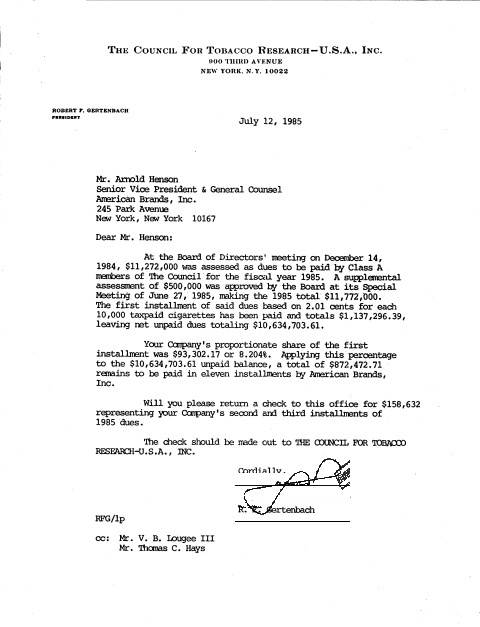 THE COUNCIL FOR TOBACCO RESEARCH–U.S.A., INC.
900 THIRD AVENUE
NEW YORK, N.Y. 10022
ROBERT F. GERTENBACH
PRESIDENT
July 12, 1985
Mr. Arnold Henson
Senior Vice President & General Counsel
American Brands, Inc.
245 Park Avenue
New York, New York 10167
Dear Mr. Henson:
At the Board of Directors' meeting on December 14,
1984, $11,272,000 was assessed as dues to be paid by Class A
members of The Council for the fiscal year 1985. A supplemental
assessment of $500,000 was approved by the Board at its Special
Meeting of June 27, 1985, making the 1985 total $11,772,000.
The first installment of said dues based on 2.01 cents for each
10,000 taxpaid cigarettes has been paid and totals $1,137,296.39,
leaving net unpaid dues totaling $10,634,703.61.
Your Company's proportionate share of the first
installment was $93,302.17 or 8.204%. Applying this percentage
to the $10,634,703.61 unpaid balance, a total of $872,472.71
remains to be paid in eleven installments by American Brands,
Inc.
Will you please return a check to this office for $158,632
representing your Company's second and third installments of
1985 dues.
The check should be made out to THE COUNCIL FOR TOBACCO
RESEARCH-U.S.A., INC.
Cordially,
R. F. Gertenbach
RFG/lp
cc: Mr. V. B. Lougee III
Mr. Thomas C. Hays